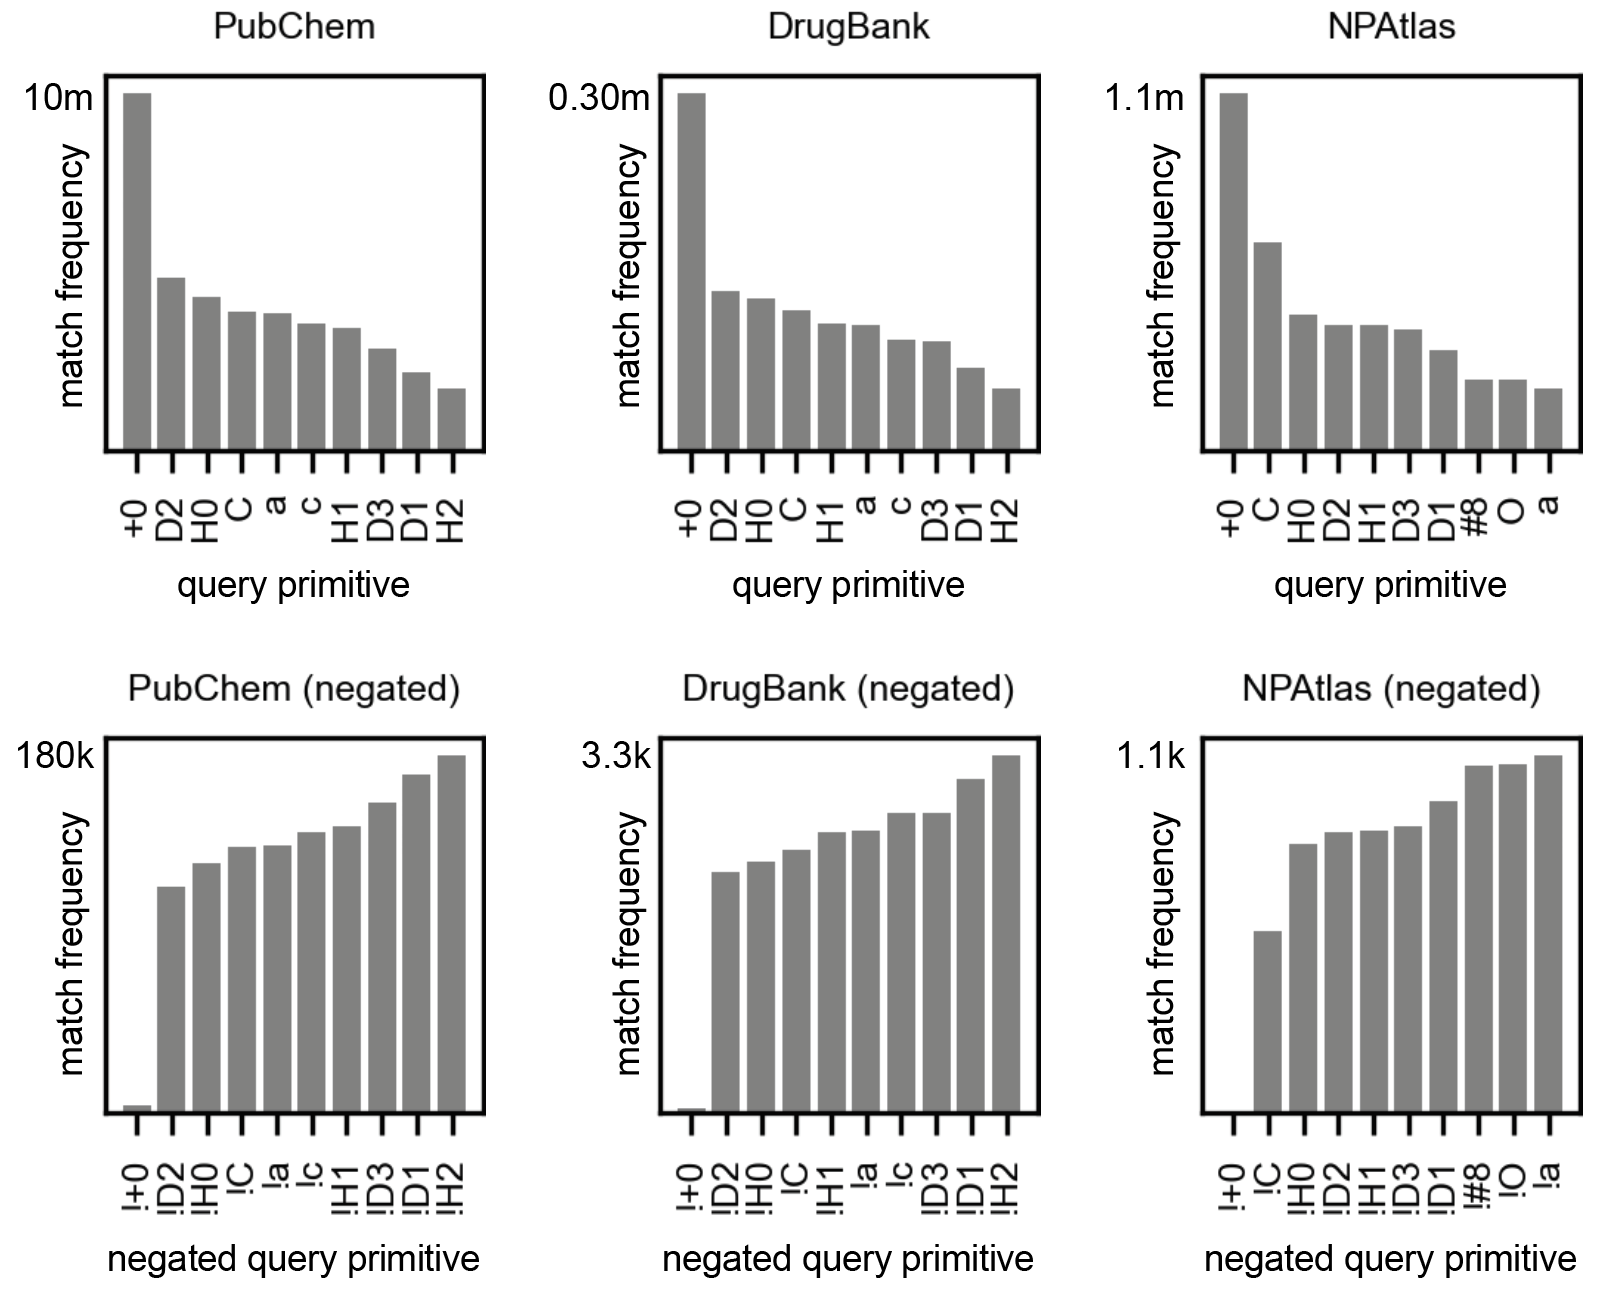 PubChem
10m
match frequency
+0 D2 H0 C a c H1 D3 D1 H2
query primitive
DrugBank
0.30m
match frequency
+0 D2 H0 C H1 a c D3 D1 H2
query primitive
NPAtlas
1.1m
match frequency
+0 C H0 D2 H1 D3 D1 #8 O a
query primitive
PubChem (negated)
180k
match frequency
!+0 !D2 !H0 !C !a !c !H1 !D3 !D1 !H2
negated query primitive
DrugBank (negated)
3.3k
match frequency
!+0 !D2 !H0 !C !H1 !a !c !D3 !D1 !H2
negated query primitive
NPAtlas (negated)
1.1k
match frequency
!+0 !C !H0 !D2 !H1 !D3 !D1 !#8 !O !a
negated query primitive